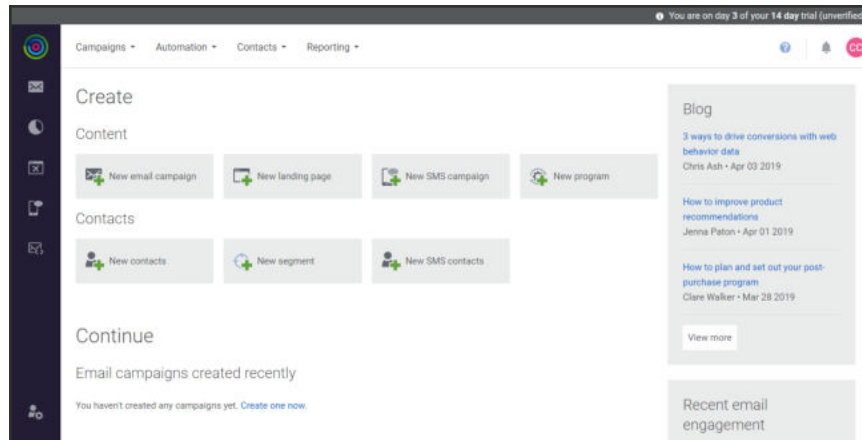 You are on day 3 of your 14 day trial (unverified
Campaigns Automation Contacts Reporting
CC
Create
Content
New email campaign New landing page New SMS campaign New program
Contacts
New contacts New segment New SMS contacts
Continue
Email campaigns created recently
You haven't created any campaigns yet. Create one now.
Blog
3 ways to drive conversions with web
behavior data
Chris Ash • Apr 03 2019
How to improve product
recommendations
Jenna Paton • Apr 01 2019
How to plan and set out your post-
purchase program
Clare Walker • Mar 28 2019
View more
Recent email
engagement